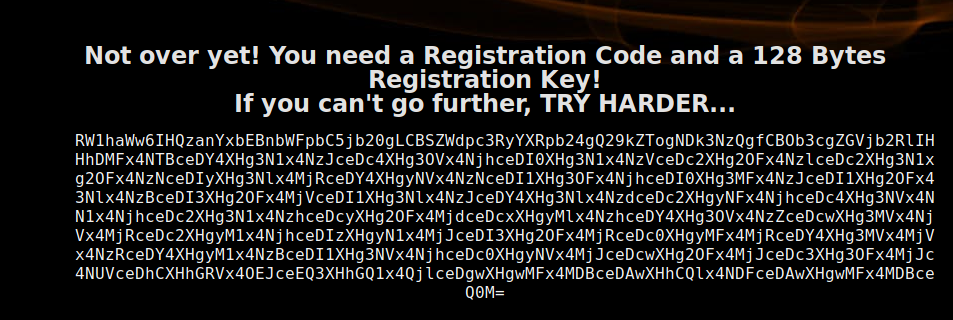 Not over yet! You need a Registration Code and a 128 Bytes
Registration Key!
If you can't go further, TRY HARDER...
RW1haWw6IHQzanYxbEBnbWFpbC5jb20gLCBSZWdpc3RyYXRpb24gQ29kZTogNDk3NzQgfCBOb3cgZGVjb2RlIH
HhDMFx4NTBceDY4XHg3N1x4NzJceDc4XHg3OVx4NjhceDI0XHg3N1x4NzVceDc2XHg2OFx4NzlceDc2XHg3N1x
g2OFx4NzNceDIyXHg3Nlx4MjRceDY4XHgyNVx4NzNceDI1XHg3OFx4NjhceDI0XHg3MFx4NzJceDI1XHg2OFx4
3Nlx4NzBceDI3XHg2OFx4MjVceDI1XHg3Nlx4NzJceDY4XHg3Nlx4NzdceDc2XHgyNFx4NjhceDc4XHg3NVx4N
N1x4NjhceDc2XHg3N1x4NzhceDcyXHg2OFx4MjdceDcxXHgyMlx4NzhceDY4XHg3OVx4NzZceDcwXHg3MVx4Nj
Vx4MjRceDc2XHgyM1x4NjhceDIzXHgyN1x4MjJceDI3XHg2OFx4MjRceDc0XHgyMFx4MjRceDY4XHg3MVx4MjV
x4NzRceDY4XHgyM1x4NzBceDI1XHg3NVx4NjhceDc0XHgyNVx4MjJceDcwXHg2OFx4MjJceDc3XHg3OFx4MjJc
4NUVceDhCXHhGRVx4OEJceEQ3XHhGQ1x4QjlceDgwXHgwMFx4MDBceDAwXHhCQlx4NDFceDAwXHgwMFx4MDBce
Q0M=